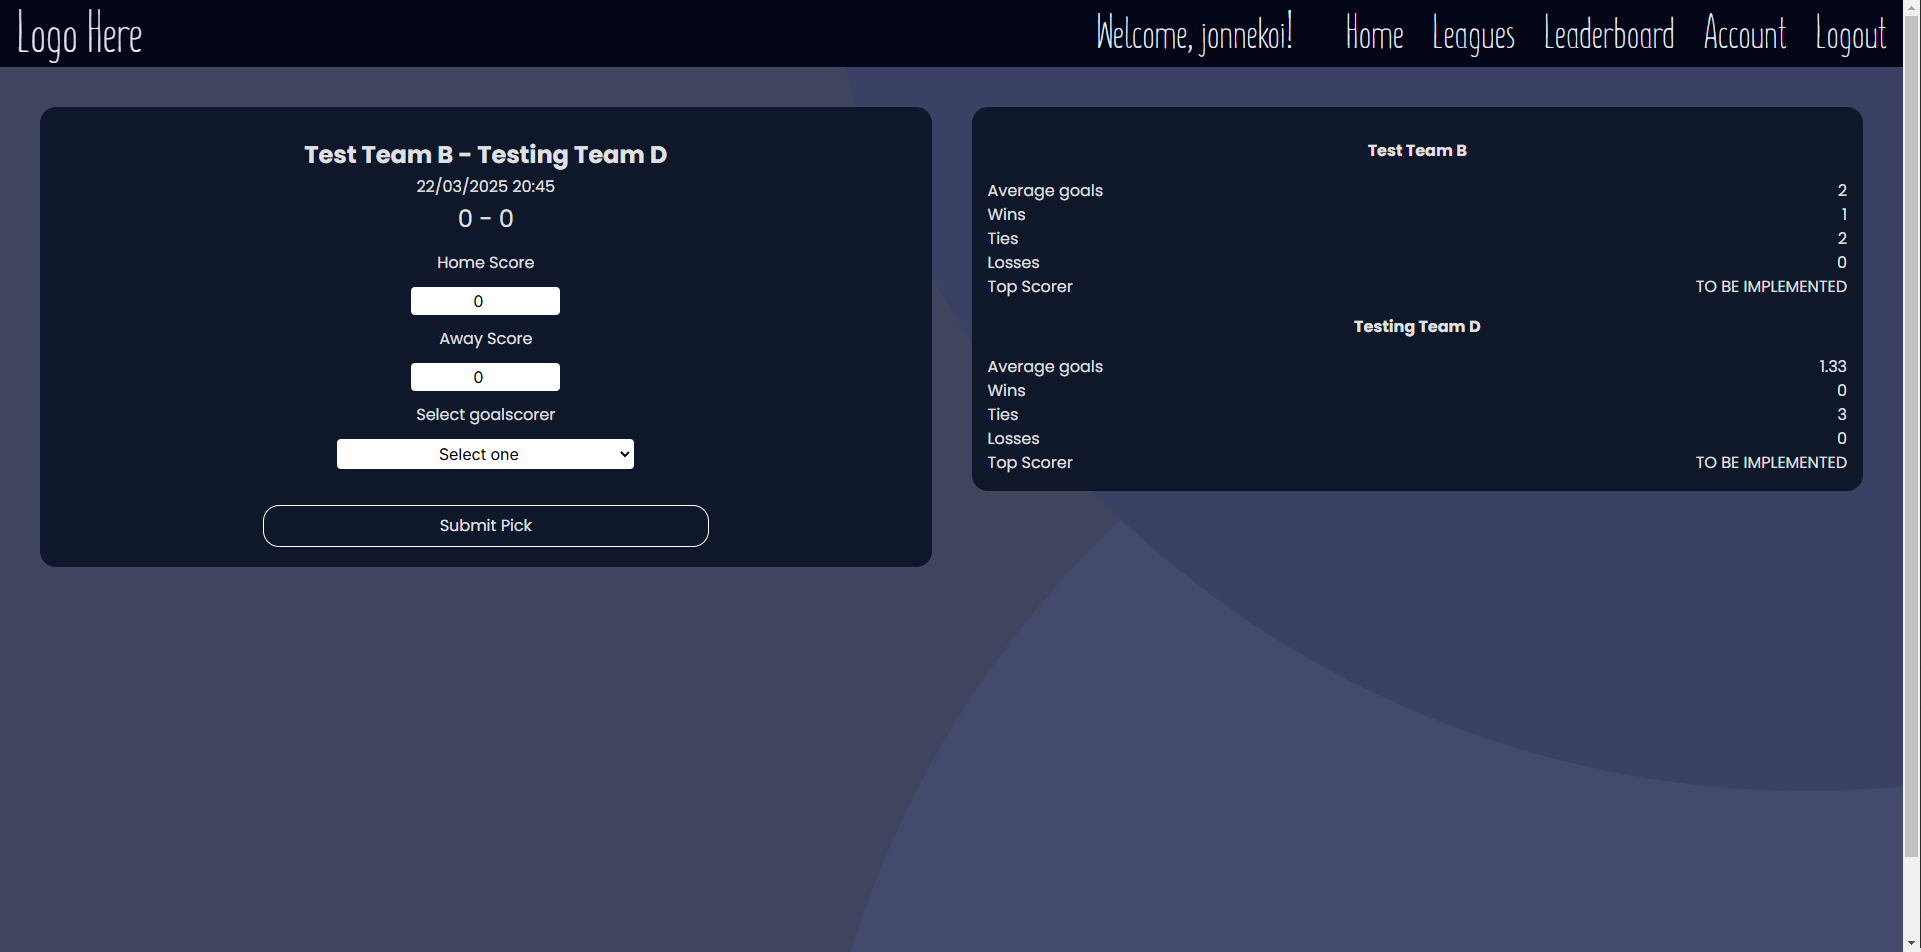 Logo Here
Welcome, jonnekoi! Home Leagues Leaderboard Account Logout
Test Team B - Testing Team D
22/03/2025 20:45
0 - 0
Home Score
0
Away Score
0
Select goalscorer
Select one
Submit Pick
Test Team B
Average goals 2
Wins 1
Ties 2
Losses 0
Top Scorer TO BE IMPLEMENTED
Testing Team D
Average goals 1.33
Wins 0
Ties 3
Losses 0
Top Scorer TO BE IMPLEMENTED